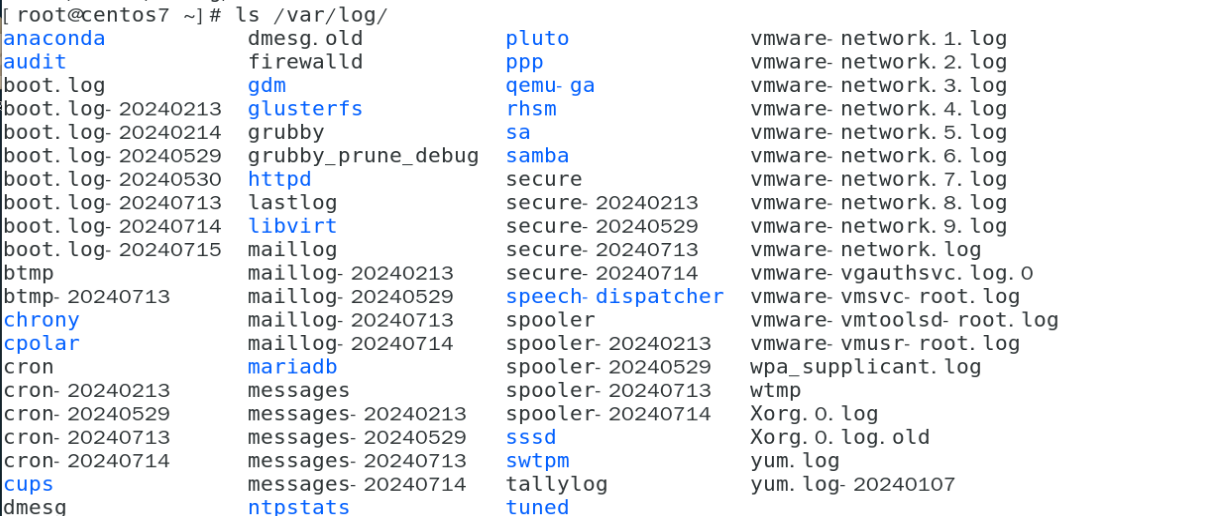 [root@centos7 ~]# ls /var/log/
anaconda dmesg.old pluto vmware-network.1.log
audit firewalld ppp vmware-network.2.log
boot.log gdm qemu-ga vmware-network.3.log
boot.log-20240213 glusterfs rhsm vmware-network.4.log
boot.log-20240214 grubby sa vmware-network.5.log
boot.log-20240529 grubby_prune_debug samba vmware-network.6.log
boot.log-20240530 httpd secure vmware-network.7.log
boot.log-20240713 lastlog secure-20240213 vmware-network.8.log
boot.log-20240714 libvirt secure-20240529 vmware-network.9.log
boot.log-20240715 maillog secure-20240713 vmware-network.log
btmp maillog-20240213 secure-20240714 vmware-vgauthsvc.log.0
btmp-20240713 maillog-20240529 speech-dispatcher vmware-vmsvc-root.log
chrony maillog-20240713 spooler vmware-vmtoolsd-root.log
cpolar maillog-20240714 spooler-20240213 vmware-vmusr-root.log
cron mariadb spooler-20240529 wpa_supplicant.log
cron-20240213 messages spooler-20240713 wtmp
cron-20240529 messages-20240213 spooler-20240714 Xorg.0.log
cron-20240713 messages-20240529 sssd Xorg.0.log.old
cron-20240714 messages-20240713 swtpm yum.log
cups messages-20240714 tallylog yum.log-20240107
dmesg ntpstats tuned